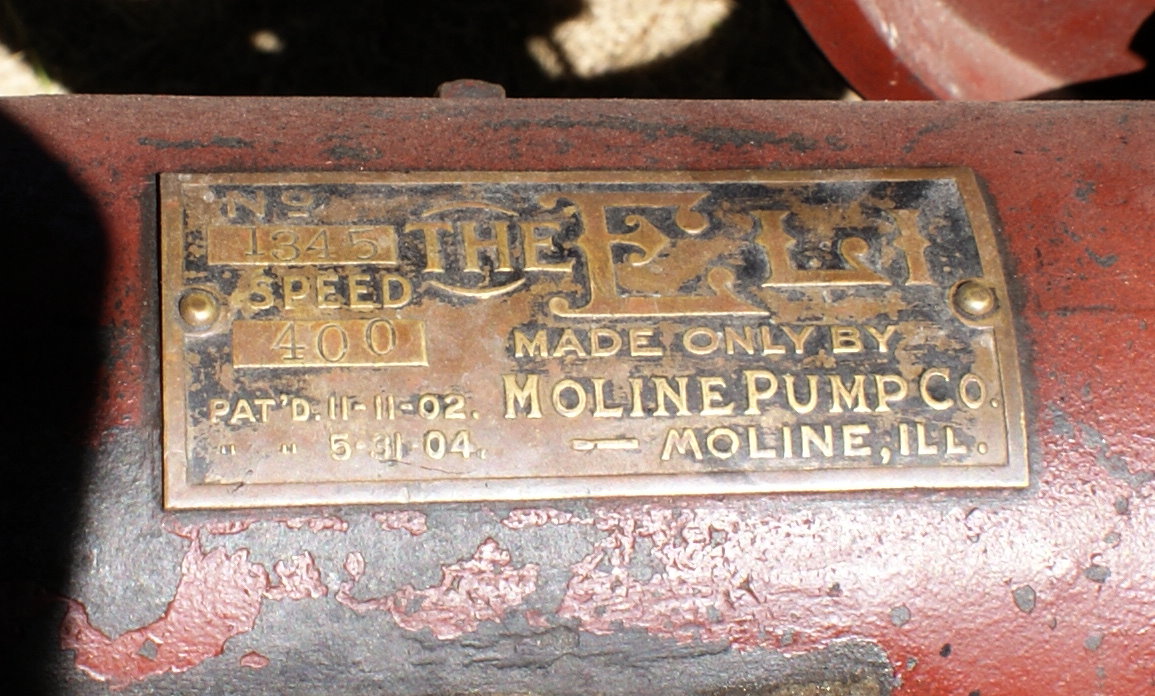 No
1345
SPEED
400
THE ELI
MADE ONLY BY
MOLINE PUMP CO.
MOLINE, ILL.
PAT'D. 11-11-02.
" " 5-31-04.